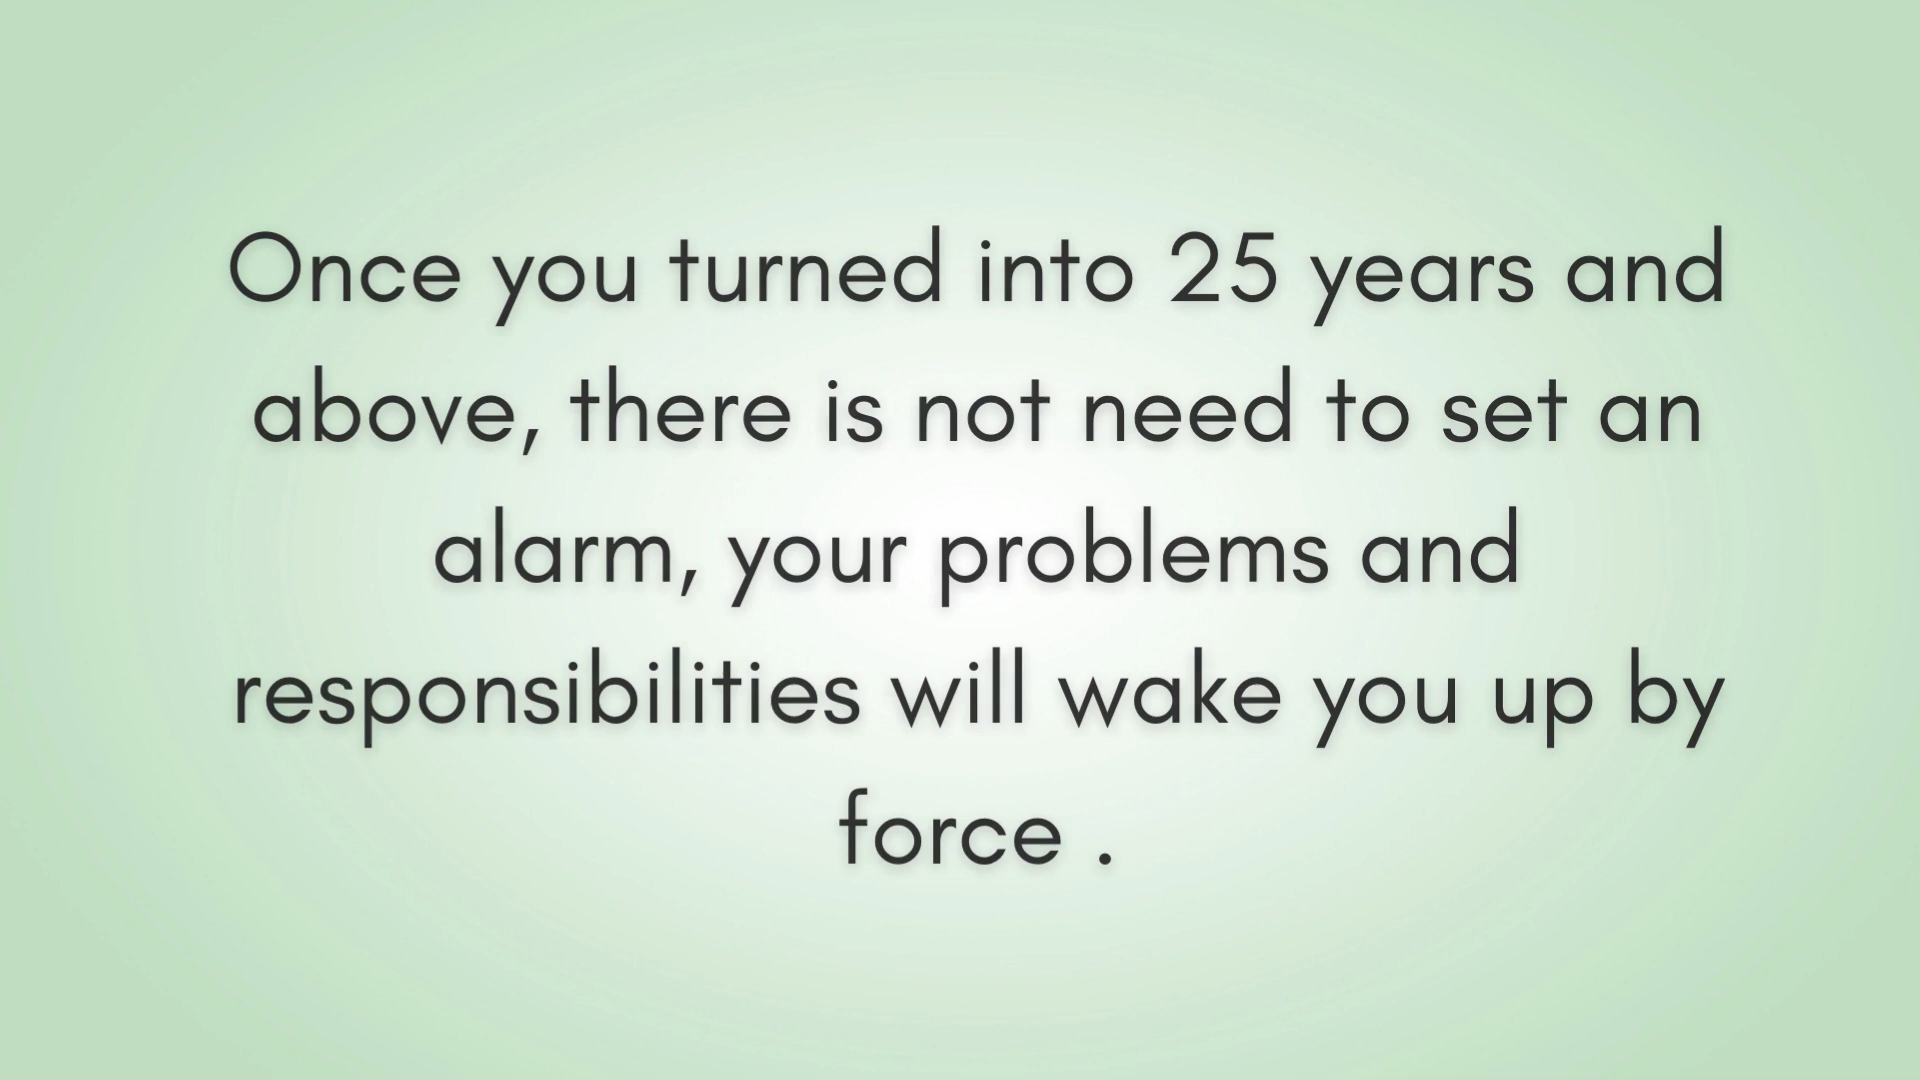 Once you turned into 25 years and
above, there is not need to set an
alarm, your problems and
responsibilities will wake you up by
force .